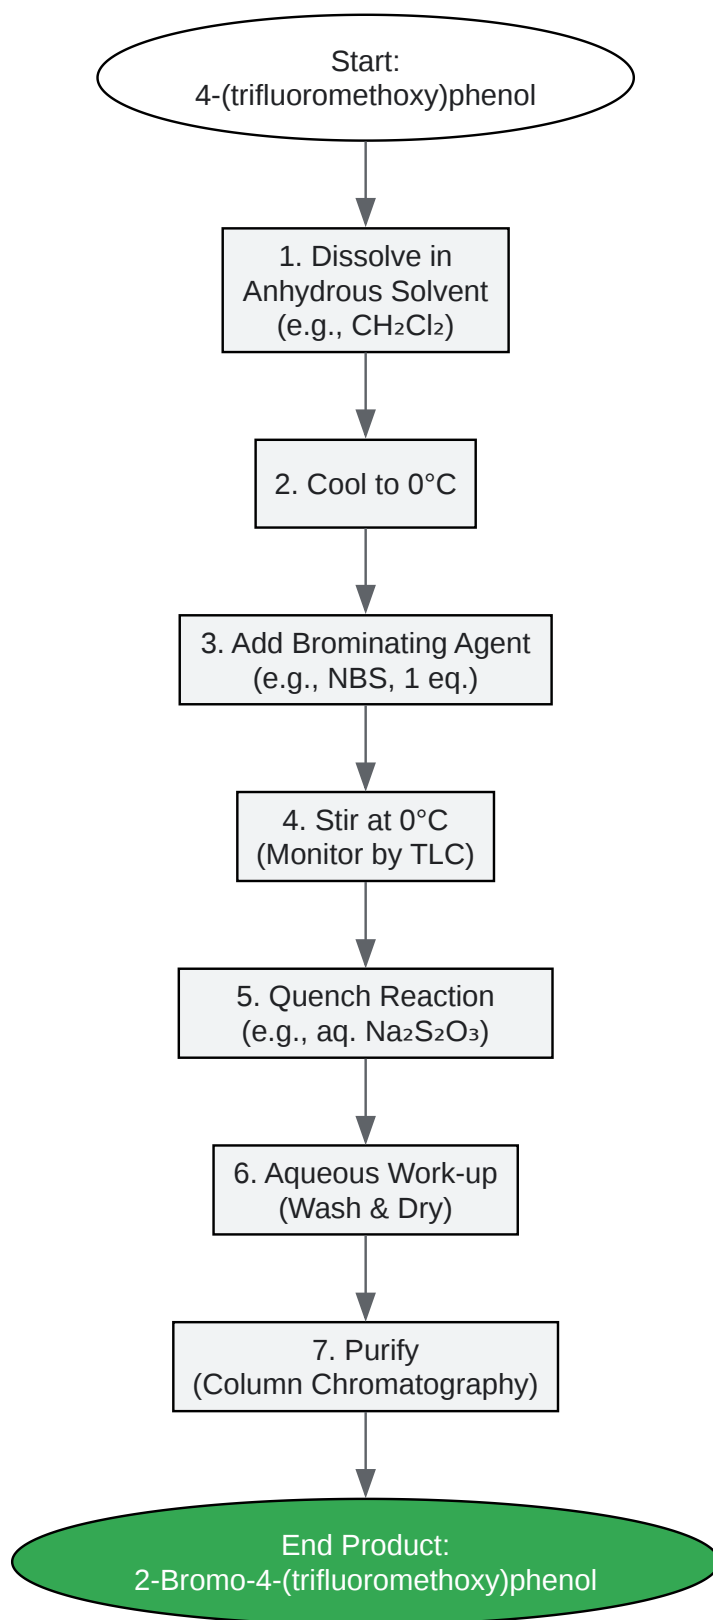 Start:
4-(trifluoromethoxy)phenol
1. Dissolve in
Anhydrous Solvent
(e.g., CH₂Cl₂)
2. Cool to 0°C
3. Add Brominating Agent
(e.g., NBS, 1 eq.)
4. Stir at 0°C
(Monitor by TLC)
5. Quench Reaction
(e.g., aq. Na₂S₂O₃)
6. Aqueous Work-up
(Wash & Dry)
7. Purify
(Column Chromatography)
End Product:
2-Bromo-4-(trifluoromethoxy)phenol